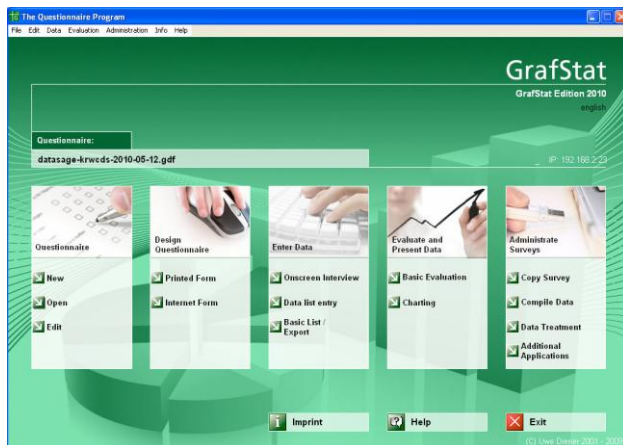 The Questionnaire Program
File Edit Data Evaluation Administration Info Help
GrafStat
GrafStat Edition 2010
english
Questionnaire:
datasage-krwcds-2010-05-12.gdf
IP: 192.168.2.23
Questionnaire
New
Open
Edit
Design
Questionnaire
Printed Form
Internet Form
Enter Data
Onscreen Interview
Data list entry
Basic List /
Export
Evaluate and
Present Data
Basic Evaluation
Charting
Administrate
Surveys
Copy Survey
Compile Data
Data Treatment
Additional
Applications
Imprint
Help
Exit
(C) Uwe Diener 2001 -